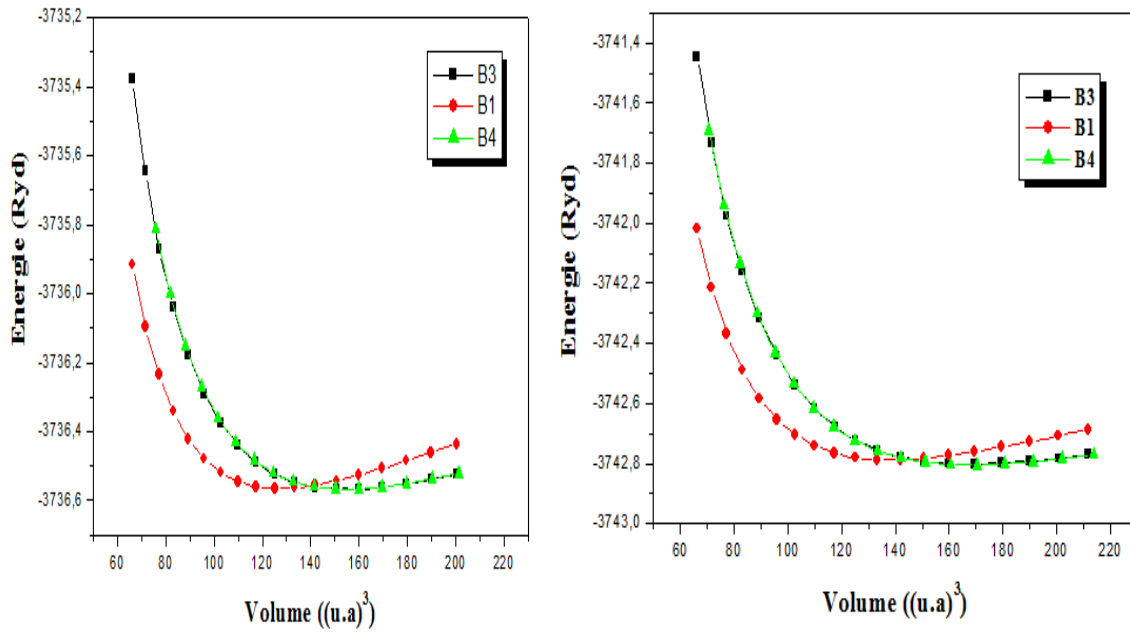 -3735,2
-3735,4
-3735,6
-3735,8
-3736,0
-3736,2
-3736,4
-3736,6
Energie (Ryd)
B3
B1
B4
60 80 100 120 140 160 180 200 220
Volume ((u.a)³)
-3741,4
-3741,6
-3741,8
-3742,0
-3742,2
-3742,4
-3742,6
-3742,8
-3743,0
Energie (Ryd)
B3
B1
B4
60 80 100 120 140 160 180 200 220
Volume ((u.a)³)